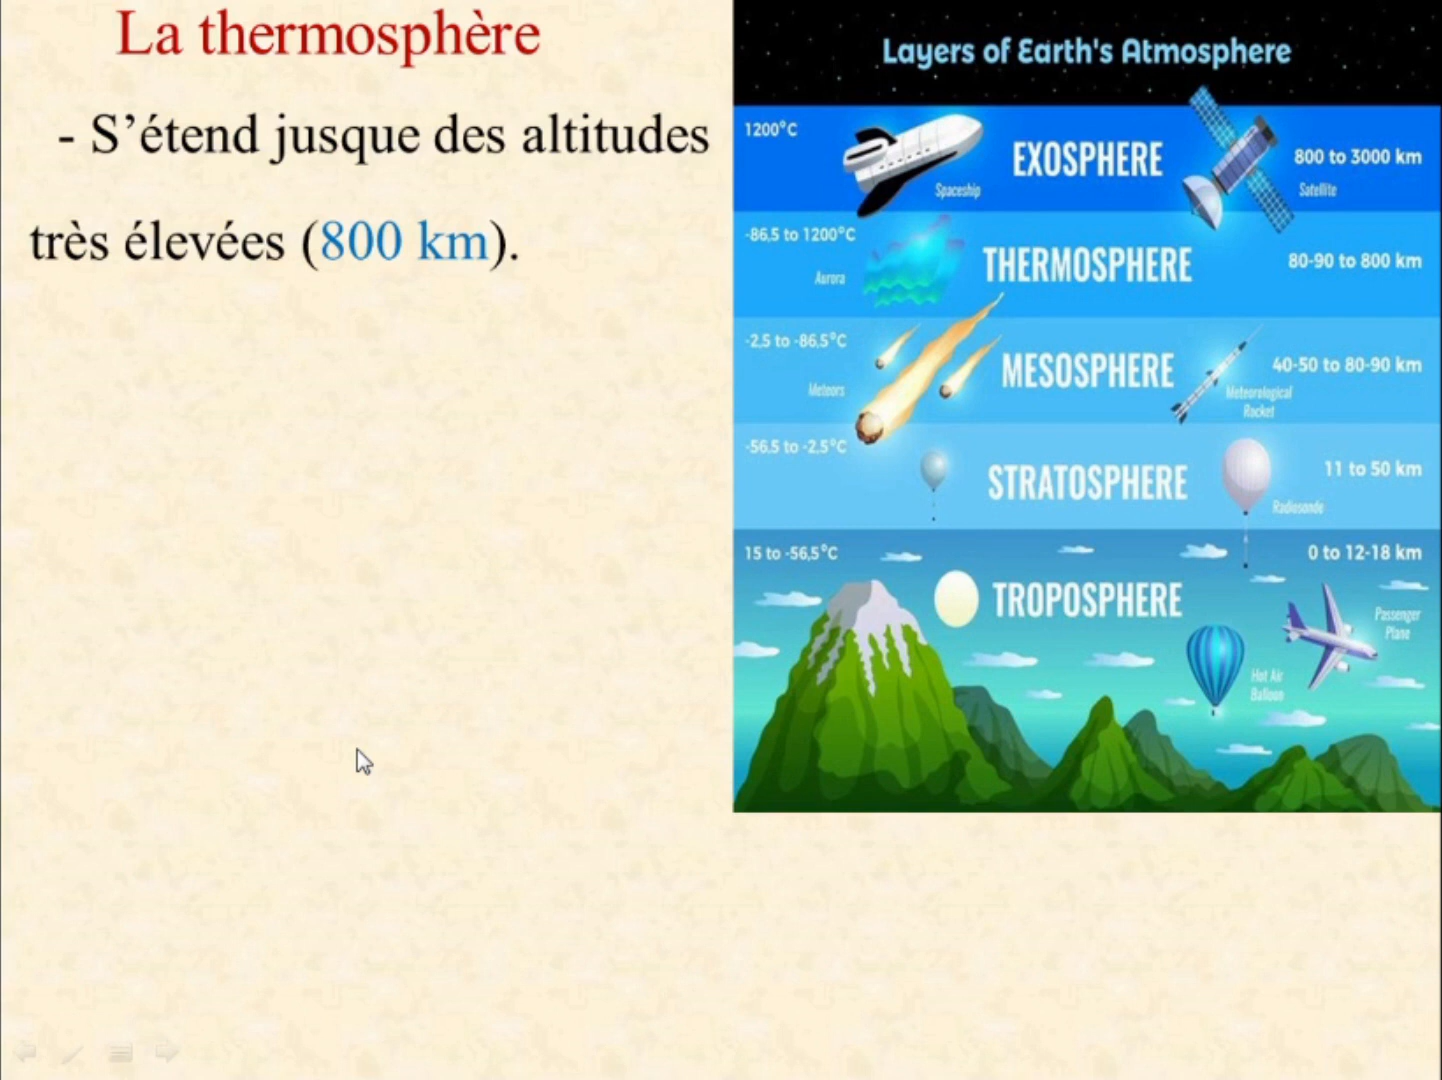 La thermosphère
- S’étend jusque des altitudes
très élevées (800 km).
Layers of Earth's Atmosphere
1200°C
EXOSPHERE
800 to 3000 km
Spaceship
Satellite
-86,5 to 1200°C
THERMOSPHERE
80-90 to 800 km
Aurora
-2,5 to -86,5°C
MESOSPHERE
40-50 to 80-90 km
Meteors
Meteorological
Rocket
-56,5 to -2,5°C
STRATOSPHERE
11 to 50 km
Radiosonde
15 to -56,5°C
0 to 12-18 km
TROPOSPHERE
Passenger
Plane
Hot Air
Balloon